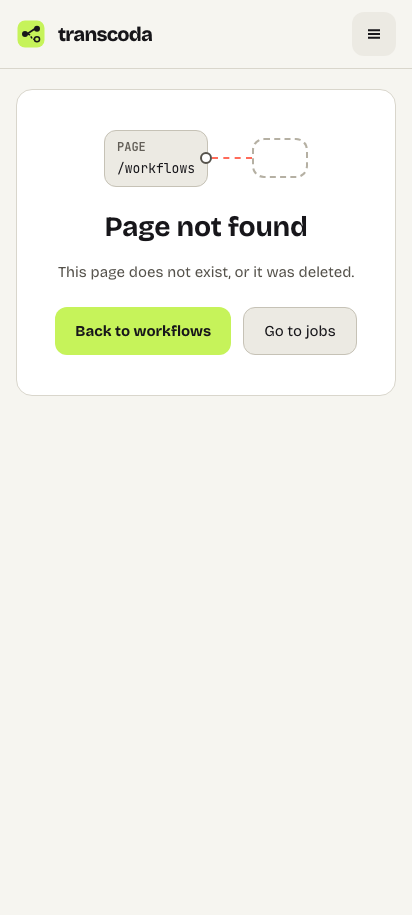 transcoda
PAGE
/workflows
Page not found
This page does not exist, or it was deleted.
Back to workflows
Go to jobs